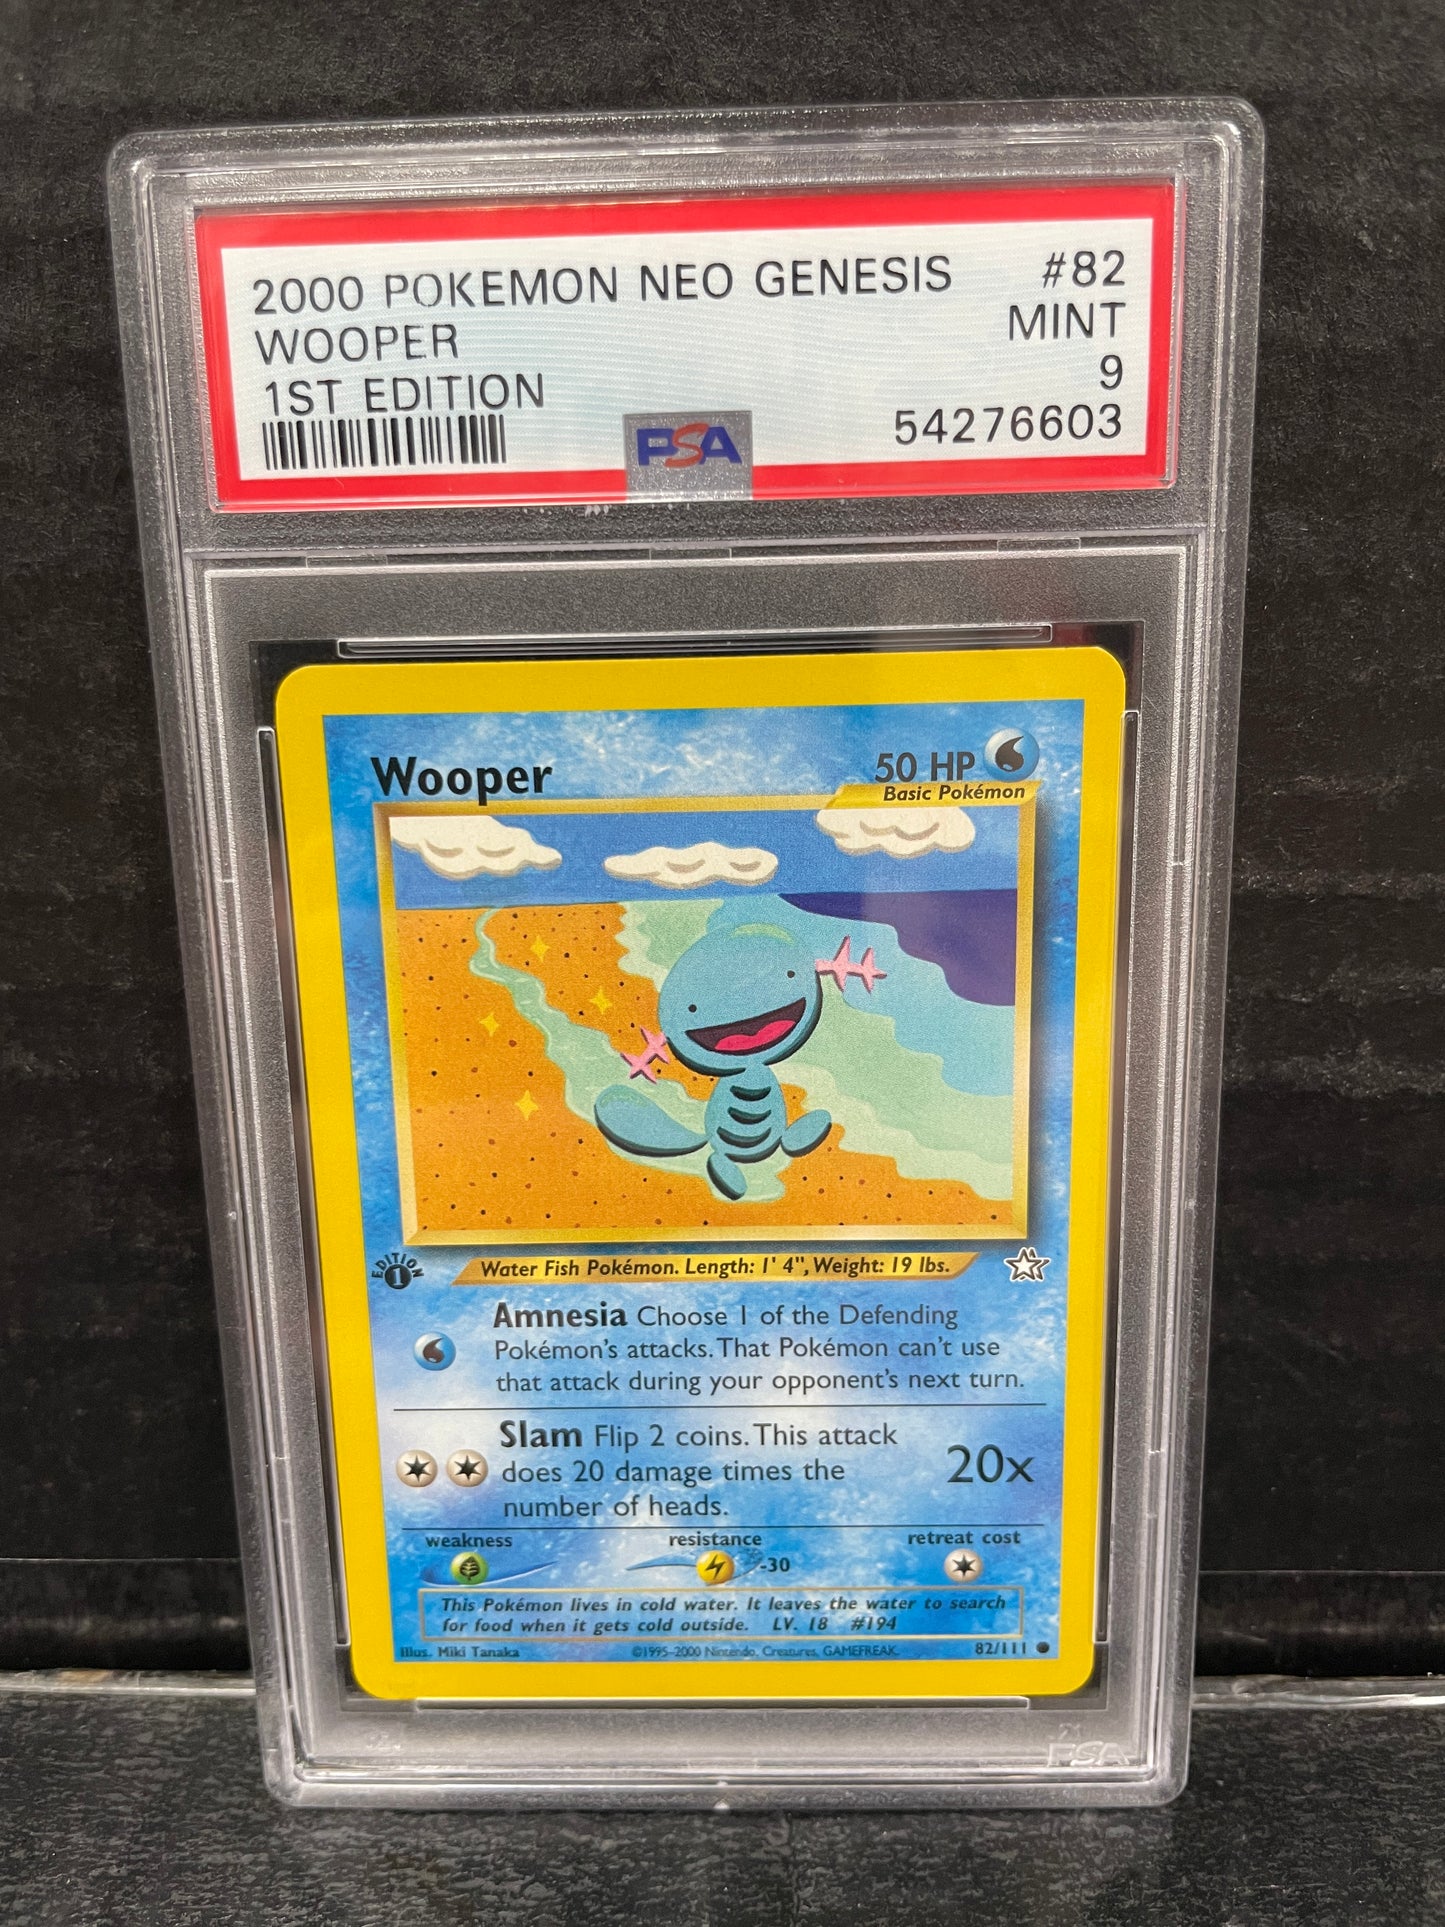 2000 POKEMON NEO GENESIS #82
WOOPER MINT
1ST EDITION 9
PSA 54276603
Wooper 50 HP
Basic Pokémon
EDITION 1
Water Fish Pokémon. Length: 1' 4", Weight: 19 lbs.
Amnesia Choose 1 of the Defending
Pokémon's attacks. That Pokémon can't use
that attack during your opponent's next turn.
Slam Flip 2 coins. This attack
does 20 damage times the 20x
number of heads.
weakness resistance retreat cost
-30
This Pokémon lives in cold water. It leaves the water to search
for food when it gets cold outside. LV. 18 #194
Illus. Miki Tanaka ©1995-2000 Nintendo, Creatures, GAMEFREAK. 82/111
PSA